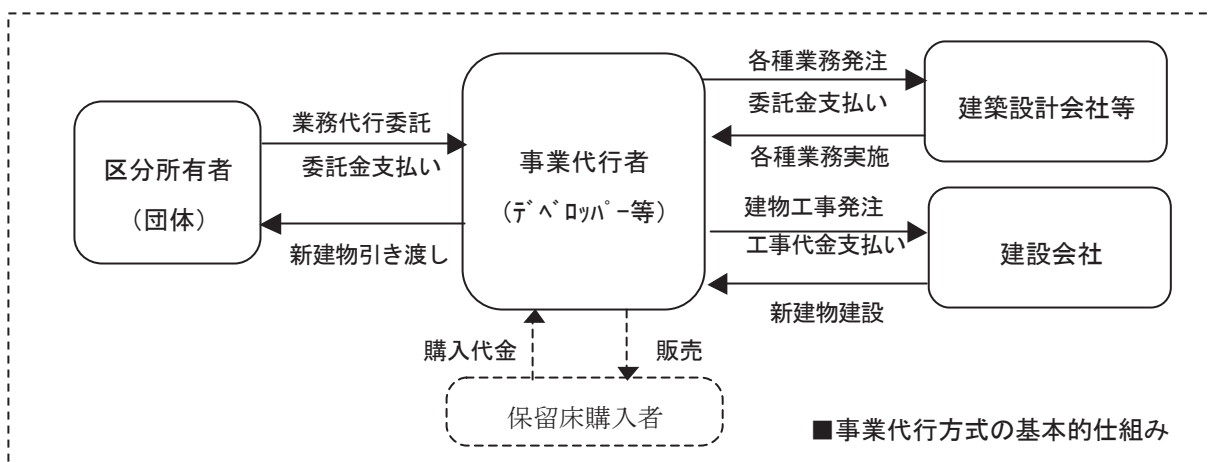 区分所有者
（団体）
業務代行委託
委託金支払い
新建物引き渡し
事業代行者
（ﾃﾞﾍﾞﾛｯﾊﾟｰ等）
各種業務発注
委託金支払い
各種業務実施
建築設計会社等
建物工事発注
工事代金支払い
新建物建設
建設会社
購入代金
販売
保留床購入者
■事業代行方式の基本的仕組み